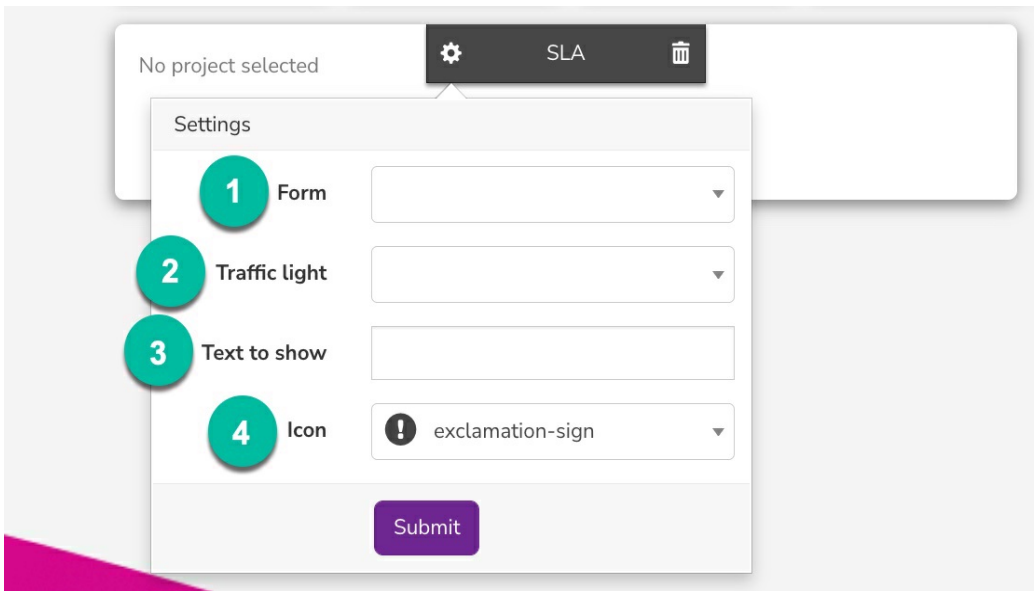 No project selected
SLA
Settings
1 Form
2 Traffic light
3 Text to show
4 Icon
exclamation-sign
Submit